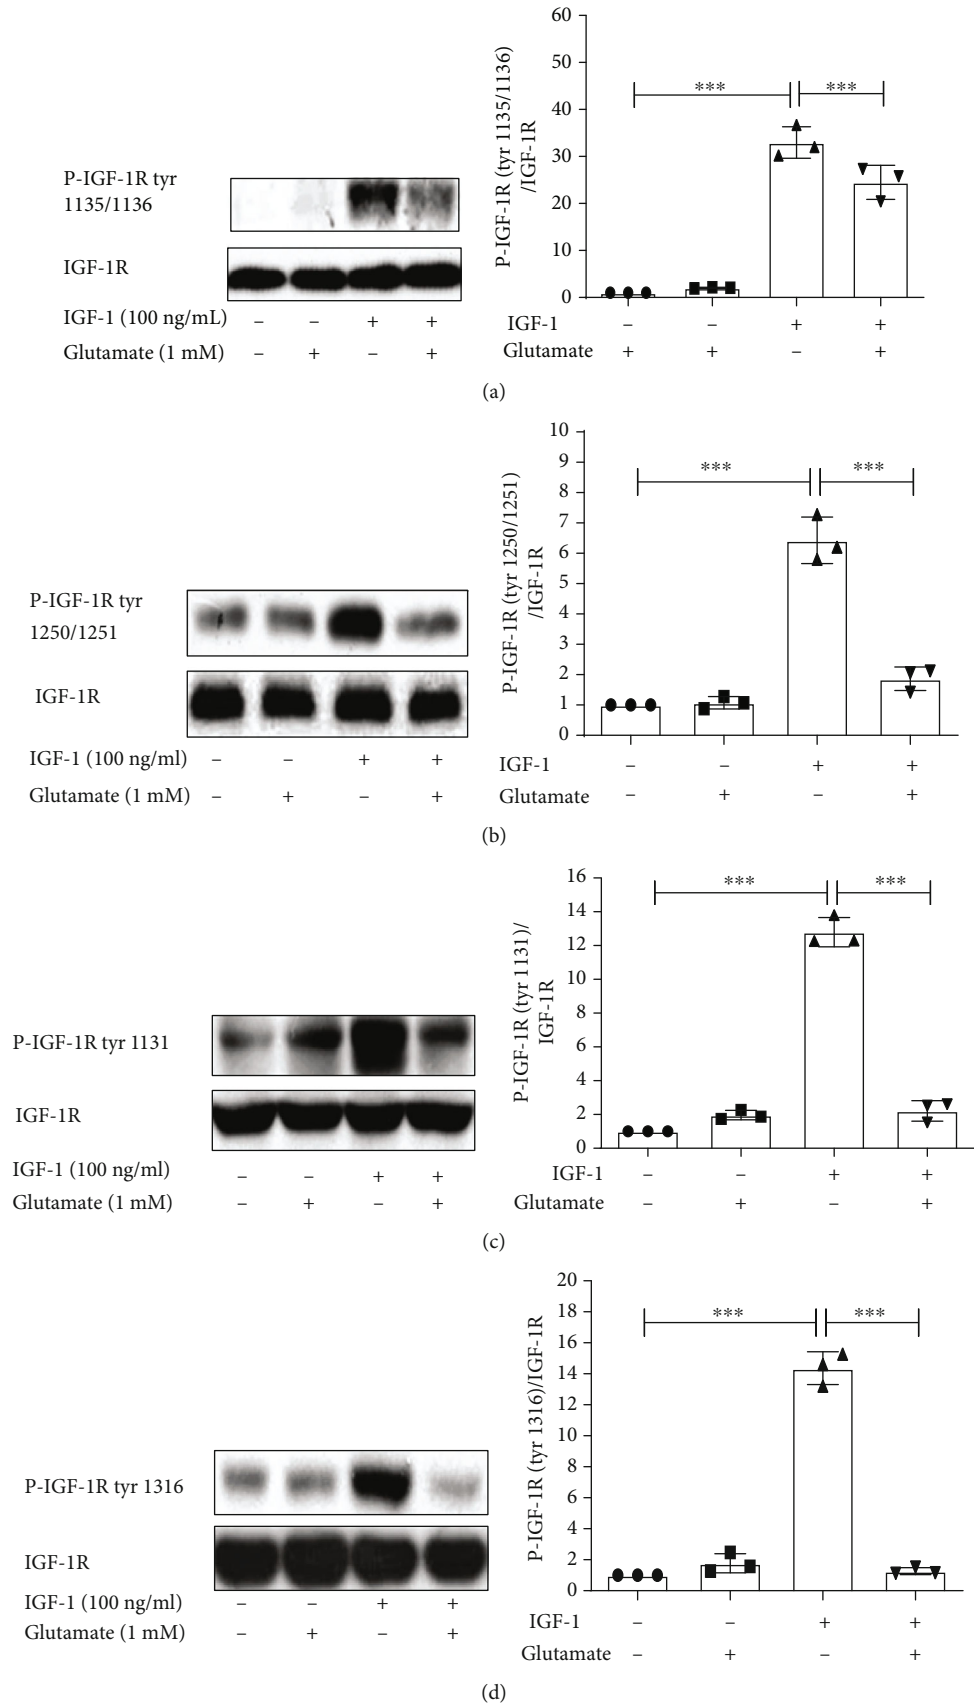 P-IGF-1R tyr
1135/1136
IGF-1R
IGF-1 (100 ng/mL) – – + +
Glutamate (1 mM) – + – +
P-IGF-1R (tyr 1135/1136)
/IGF-1R
60
50
40
30
20
10
0
*** ***
IGF-1 – – + +
Glutamate + + – +
(a)
P-IGF-1R tyr
1250/1251
IGF-1R
IGF-1 (100 ng/ml) – – + +
Glutamate (1 mM) – + – +
P-IGF-1R (tyr 1250/1251)
/IGF-1R
10
9
8
7
6
5
4
3
2
1
0
*** ***
IGF-1 – – + +
Glutamate – + – +
(b)
P-IGF-1R tyr 1131
IGF-1R
IGF-1 (100 ng/ml) – – + +
Glutamate (1 mM) – + – +
P-IGF-1R (tyr 1131)/
IGF-1R
16
14
12
10
8
6
4
2
0
*** ***
IGF-1 – – + +
Glutamate – + – +
(c)
P-IGF-1R tyr 1316
IGF-1R
IGF-1 (100 ng/ml) – – + +
Glutamate (1 mM) – + – +
P-IGF-1R (tyr 1316)/IGF-1R
20
18
16
14
12
10
8
6
4
2
0
*** ***
IGF-1 – – + +
Glutamate – + – +
(d)